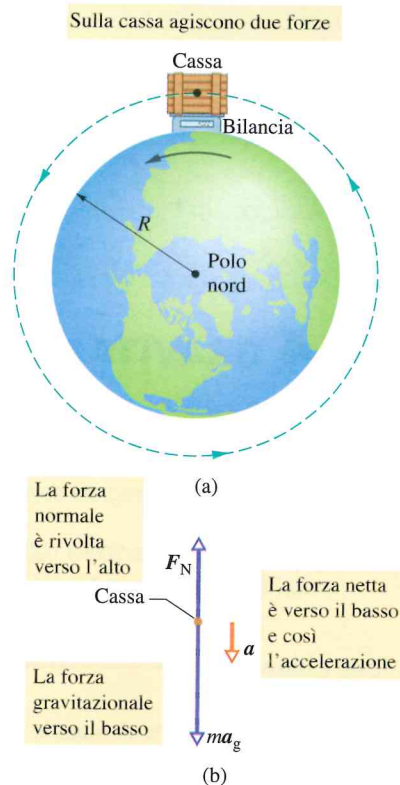 Sulla cassa agiscono due forze
Cassa
Bilancia
R
Polo
nord
(a)
La forza
normale
è rivolta
verso l'alto
F_N
Cassa
La forza netta
è verso il basso
e così
l'accelerazione
a
La forza
gravitazionale
verso il basso
ma_g
(b)